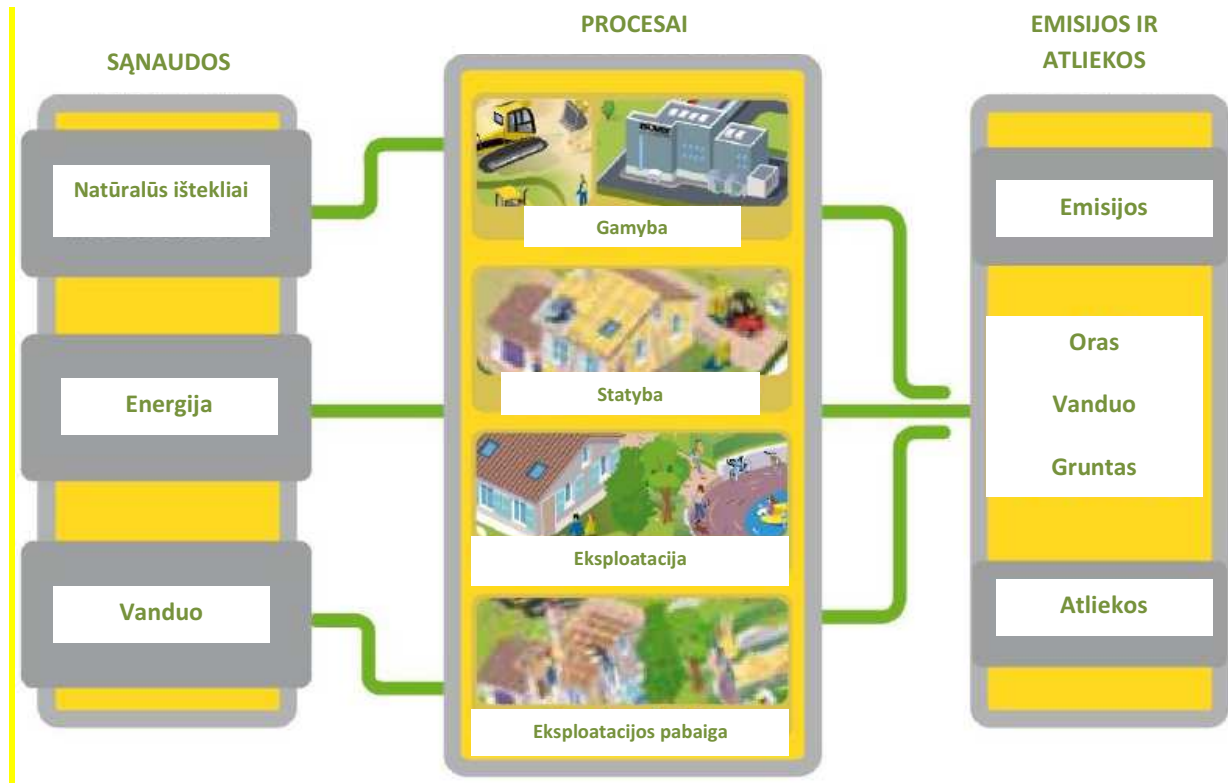 SĄNAUDOS
Natūralūs ištekliai
Energija
Vanduo
PROCESAI
Gamyba
Statyba
Eksploatacija
Eksploatacijos pabaiga
EMISIJOS IR
ATLIEKOS
Emisijos
Oras
Vanduo
Gruntas
Atliekos